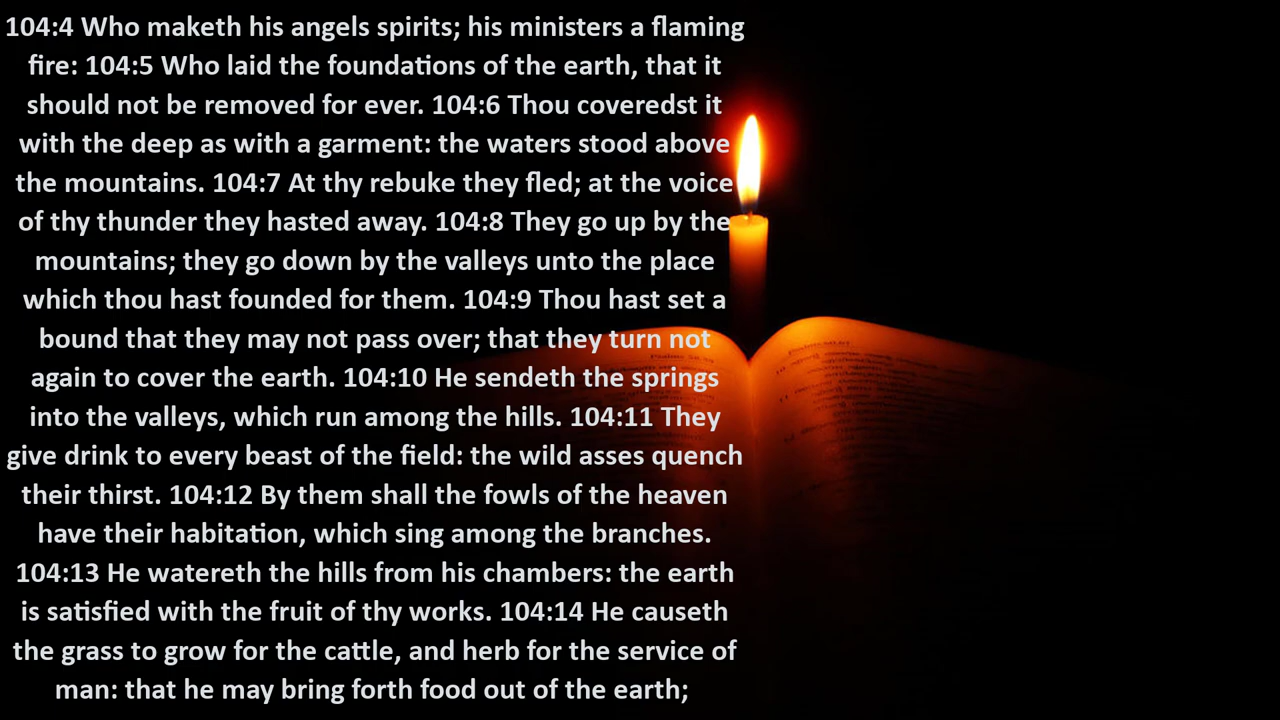 104:4 Who maketh his angels spirits; his ministers a flaming
fire: 104:5 Who laid the foundations of the earth, that it
should not be removed for ever. 104:6 Thou coveredst it
with the deep as with a garment: the waters stood above
the mountains. 104:7 At thy rebuke they fled; at the voice
of thy thunder they hasted away. 104:8 They go up by the
mountains; they go down by the valleys unto the place
which thou hast founded for them. 104:9 Thou hast set a
bound that they may not pass over; that they turn not
again to cover the earth. 104:10 He sendeth the springs
into the valleys, which run among the hills. 104:11 They
give drink to every beast of the field: the wild asses quench
their thirst. 104:12 By them shall the fowls of the heaven
have their habitation, which sing among the branches.
104:13 He watereth the hills from his chambers: the earth
is satisfied with the fruit of thy works. 104:14 He causeth
the grass to grow for the cattle, and herb for the service of
man: that he may bring forth food out of the earth;